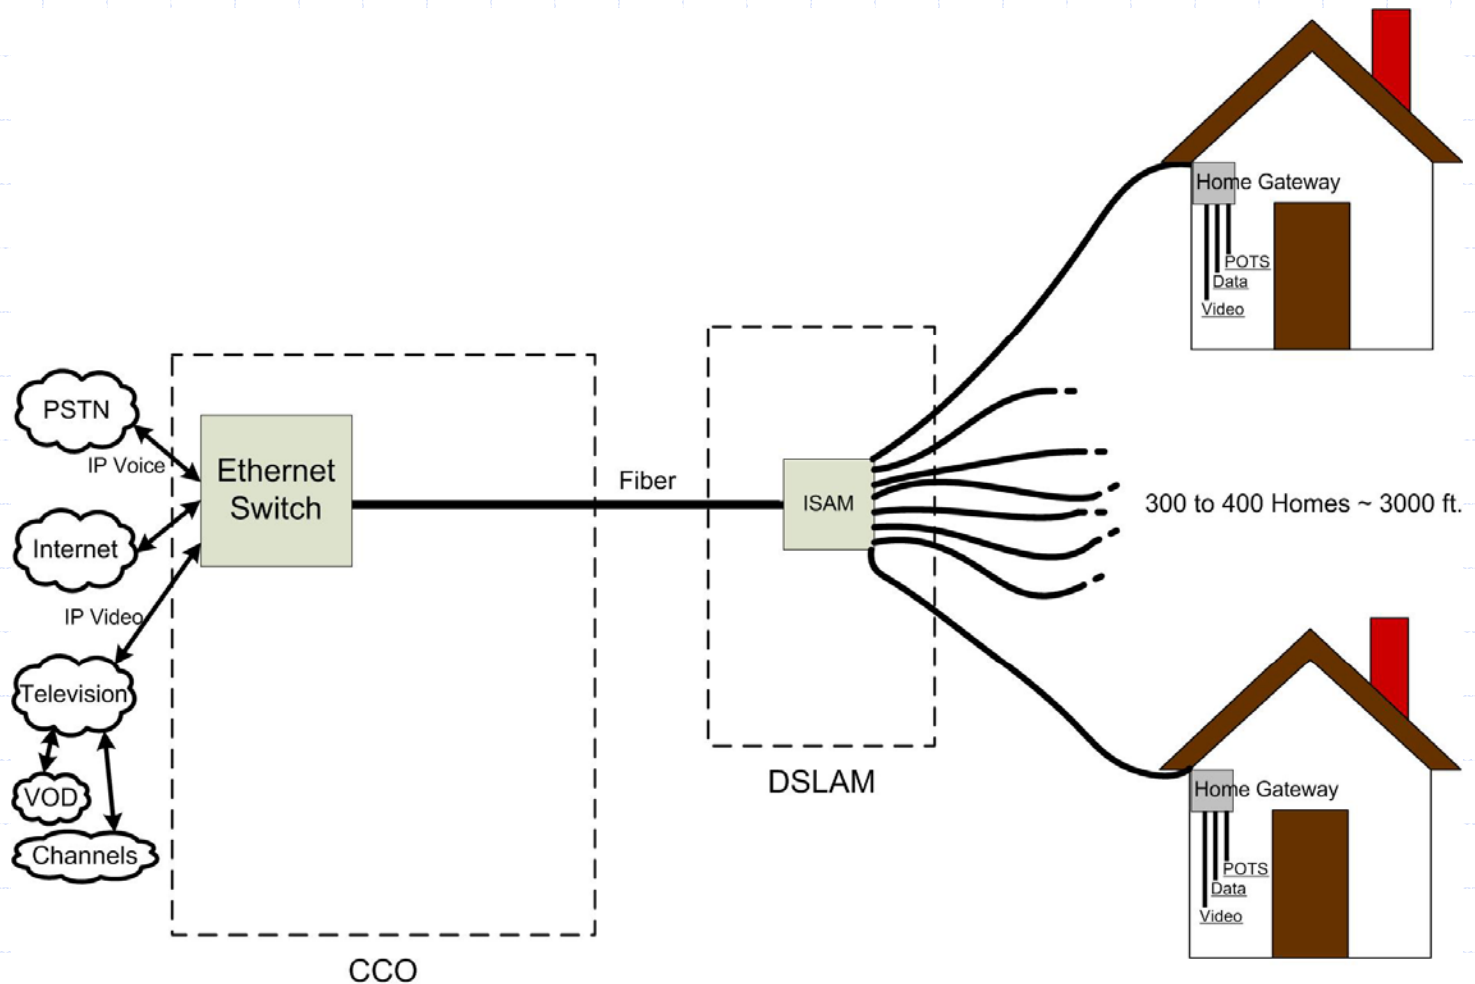 Home Gateway
POTS
Data
Video
PSTN
IP Voice
Ethernet
Switch
Fiber
ISAM
300 to 400 Homes ~ 3000 ft.
Internet
IP Video
Television
VOD
Channels
DSLAM
CCO
Home Gateway
POTS
Data
Video